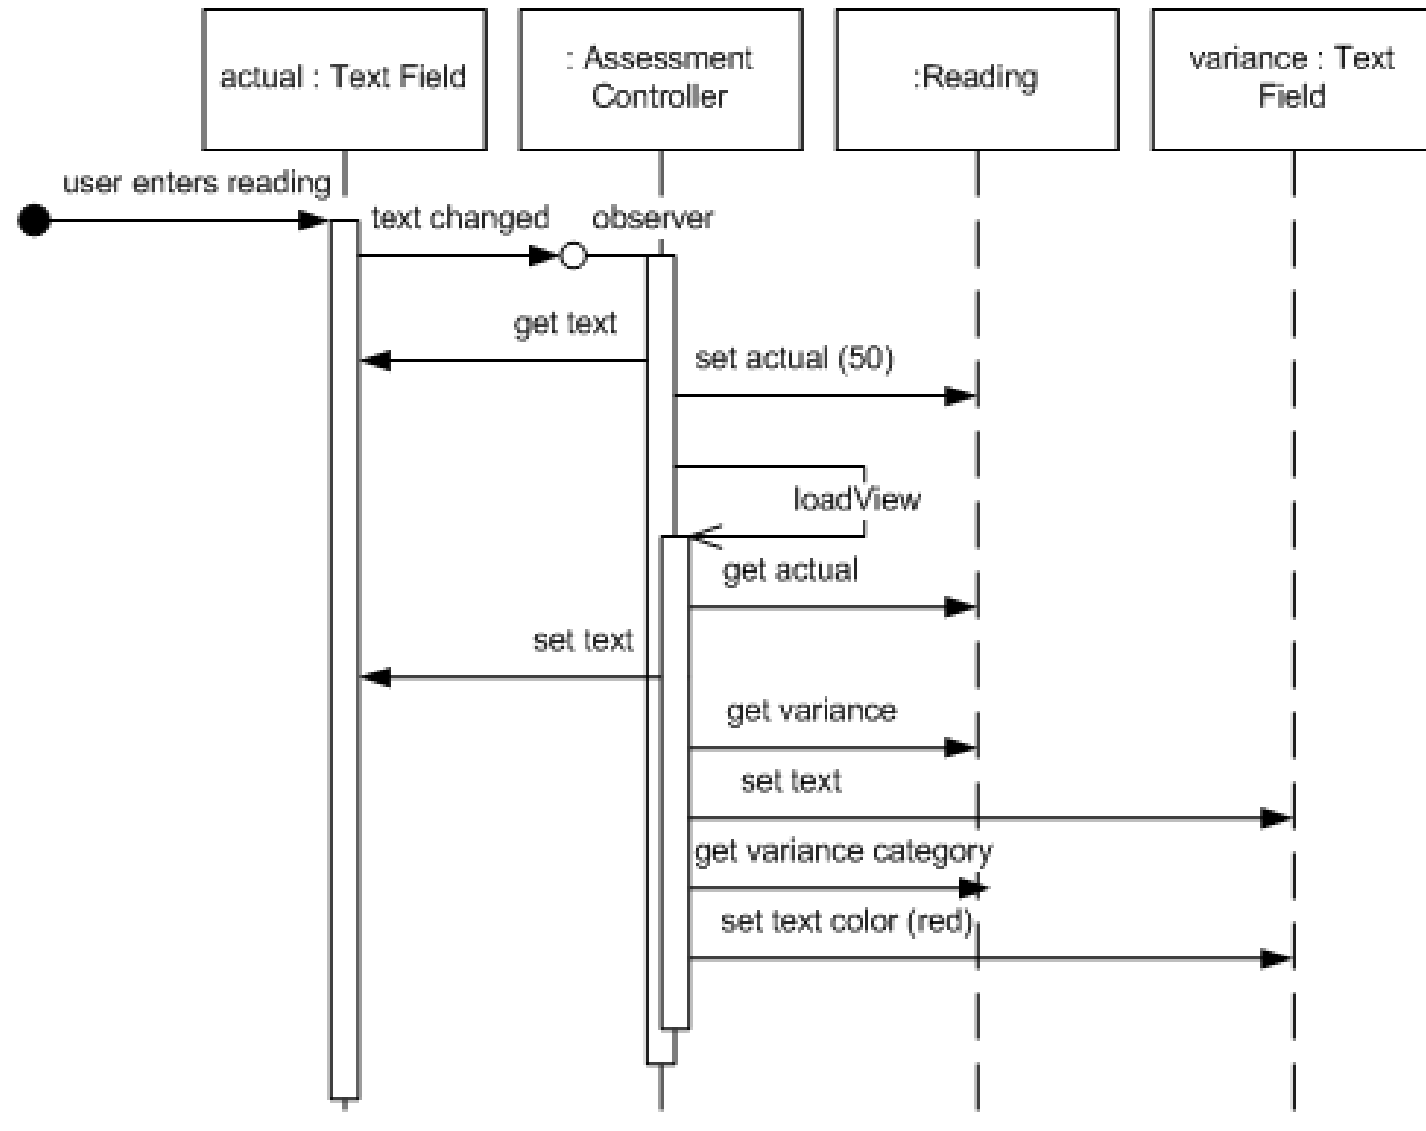 actual : Text Field
: Assessment
Controller
:Reading
variance : Text
Field
user enters reading
text changed
observer
get text
set actual (50)
loadView
get actual
set text
get variance
set text
get variance category
set text color (red)